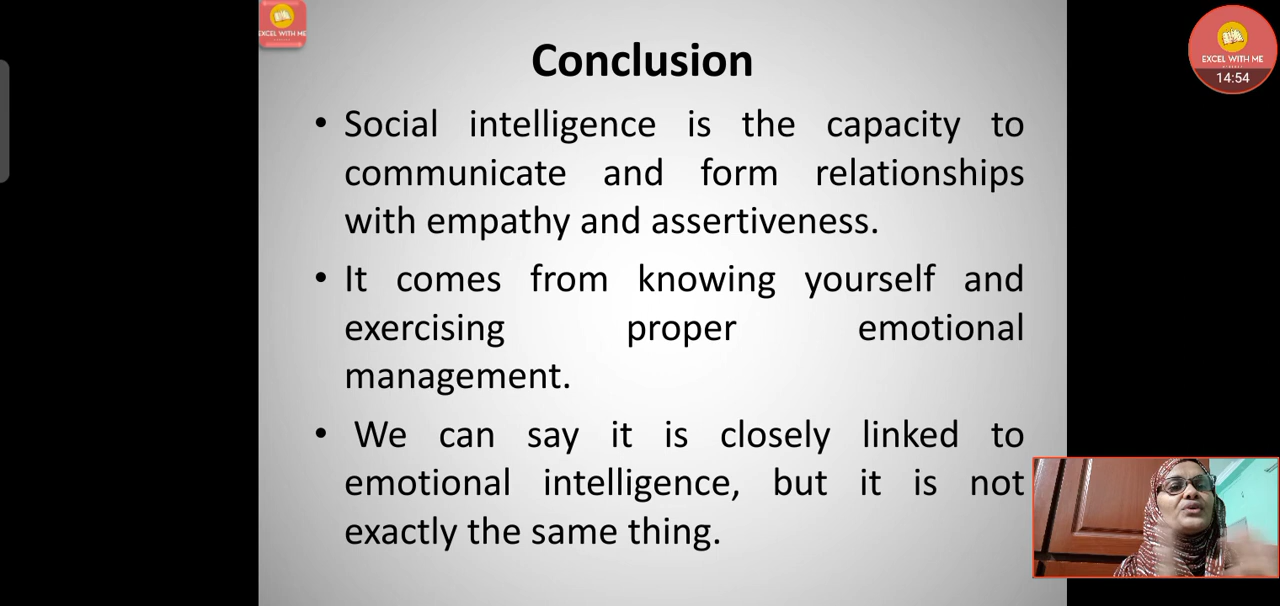 EXCEL WITH ME
Conclusion
• Social intelligence is the capacity to
communicate and form relationships
with empathy and assertiveness.
• It comes from knowing yourself and
exercising proper emotional
management.
• We can say it is closely linked to
emotional intelligence, but it is not
exactly the same thing.
EXCEL WITH ME
14:54